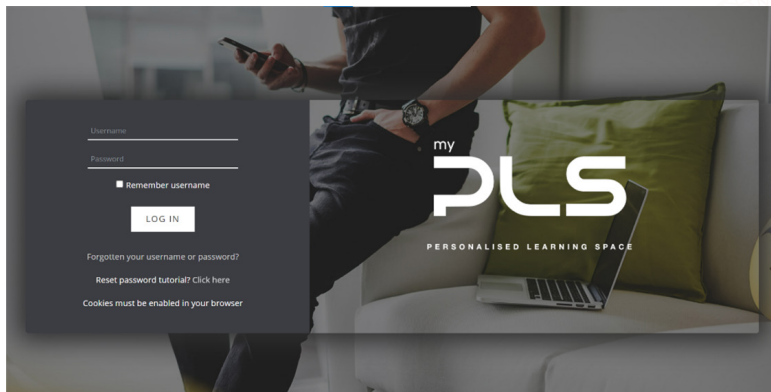 Username
Password
Remember username
LOG IN
Forgotten your username or password?
Reset password tutorial? Click here
Cookies must be enabled in your browser
my
PLS
PERSONALISED LEARNING SPACE